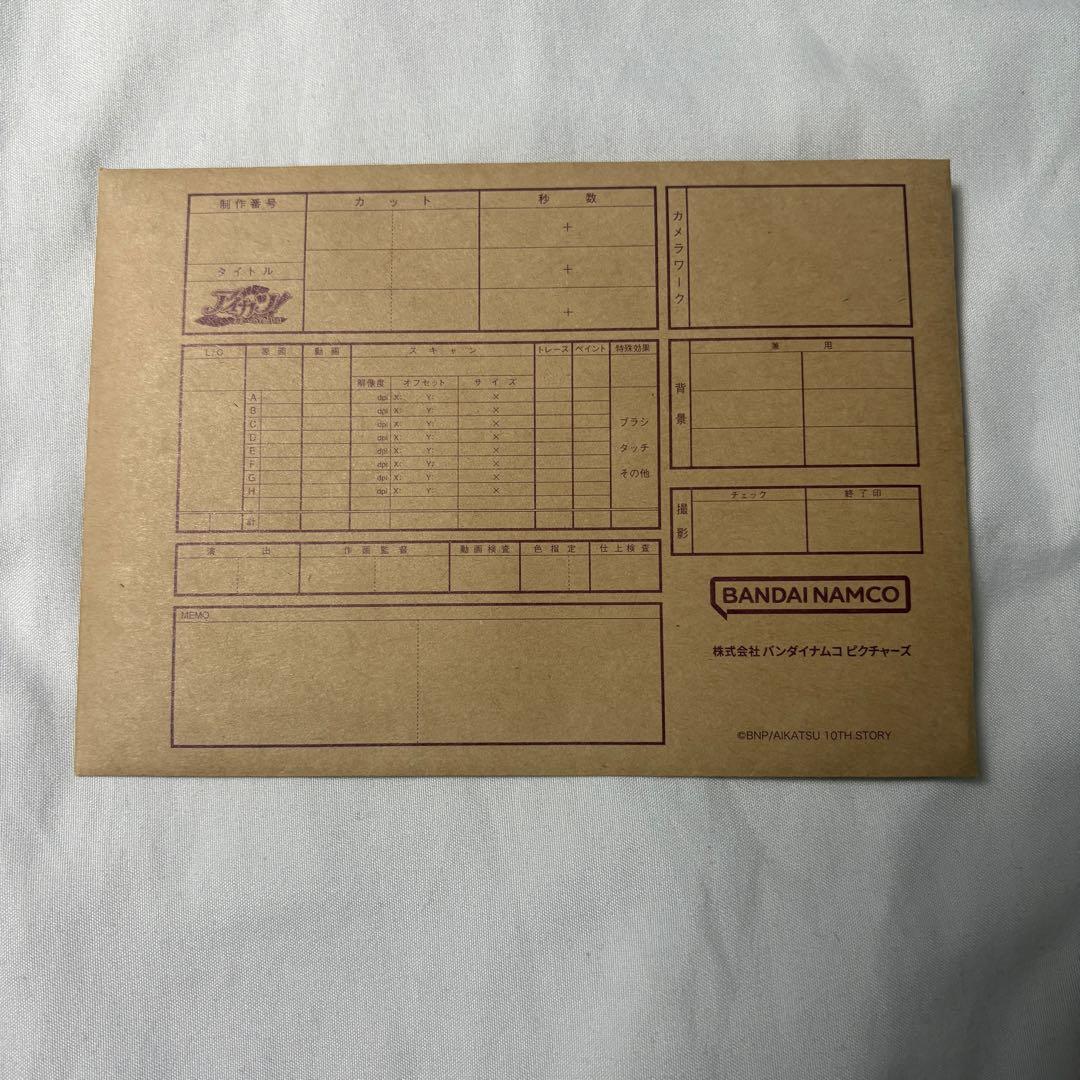 制作番号 カット 秒数
+
タイトル
+
アイカツ!
+
カメラワーク
L/O 原画 動画 スキャン トレース ペイント 特殊効果
解像度 オフセット サイズ
A dpi X: Y: ×
B dpi X: Y: ×
C dpi X: Y: ×
D dpi X: Y: ×
E dpi X: Y: ×
F dpi X: Y: ×
G dpi X: Y: ×
H dpi X: Y: ×
計
ブラシ
タッチ
その他
背景
兼用
撮影
チェック 終了印
演出 作画監督 動画検査 色指定 仕上検査
MEMO
BANDAI NAMCO
株式会社 バンダイナムコ ピクチャーズ
©BNP/AIKATSU 10TH STORY